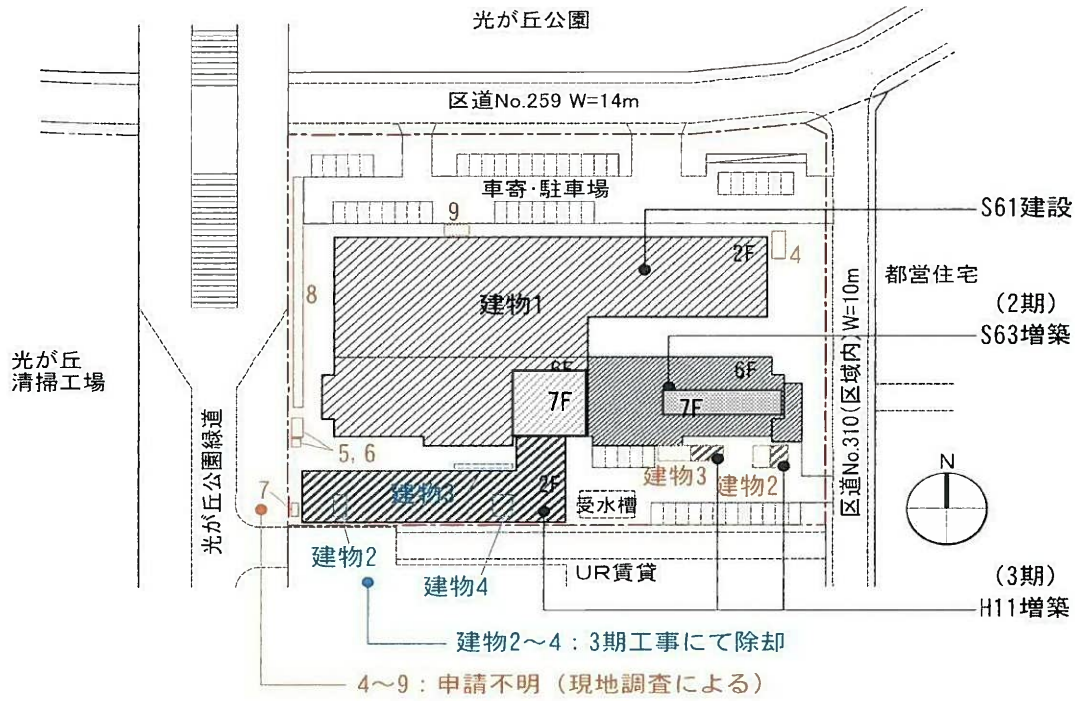 光が丘公園
区道No.259 W=14m
車寄・駐車場
9
2F
4
S61建設
8
建物1
都営住宅
(2期)
S63増築
区道No.310(区域内)W=10m
光が丘
清掃工場
6F
7F
6F
7F
5, 6
建物3
建物2
N
光が丘公園緑道
7
建物3
2F
受水槽
建物2
建物4
UR賃貸
(3期)
H11増築
建物2〜4：3期工事にて除却
4〜9：申請不明（現地調査による）